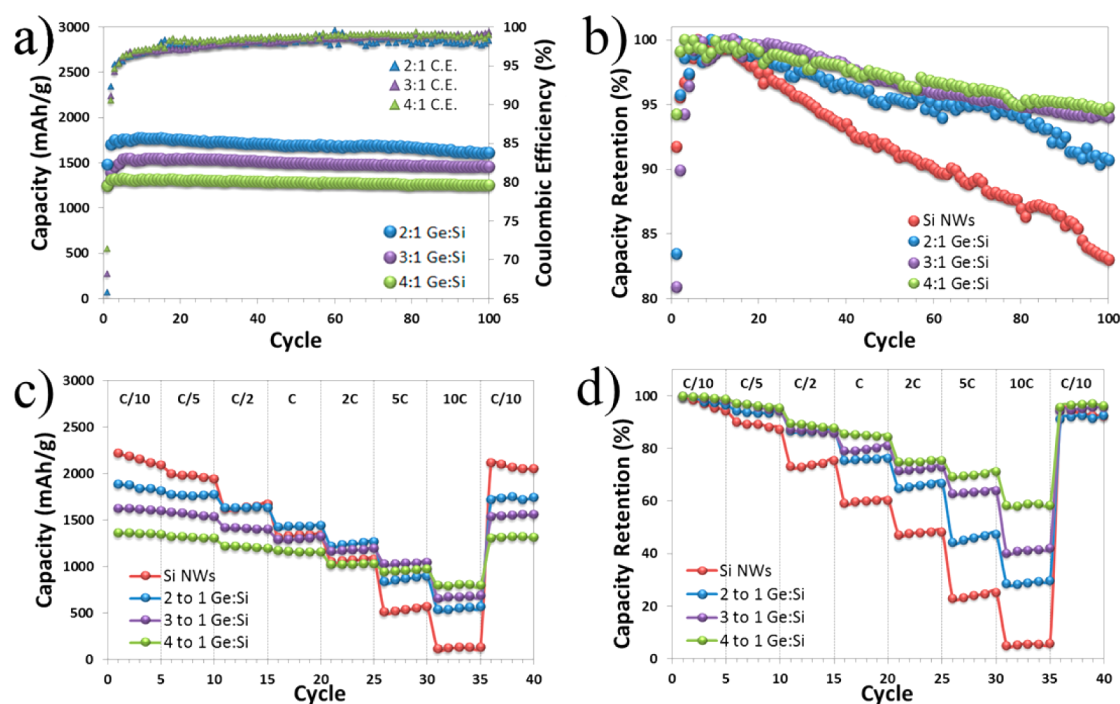 a)
3000
2500
2000
1500
1000
500
0
Capacity (mAh/g)
100
95
90
85
80
75
70
65
Coulombic Efficiency (%)
2:1 C.E.
3:1 C.E.
4:1 C.E.
2:1 Ge:Si
3:1 Ge:Si
4:1 Ge:Si
0 20 40 60 80 100
Cycle
b)
100
95
90
85
80
Capacity Retention (%)
Si NWs
2:1 Ge:Si
3:1 Ge:Si
4:1 Ge:Si
0 20 40 60 80 100
Cycle
c)
3000
2500
2000
1500
1000
500
0
Capacity (mAh/g)
C/10 C/5 C/2 C 2C 5C 10C C/10
Si NWs
2 to 1 Ge:Si
3 to 1 Ge:Si
4 to 1 Ge:Si
0 5 10 15 20 25 30 35 40
Cycle
d)
100
80
60
40
20
0
Capacity Retention (%)
C/10 C/5 C/2 C 2C 5C 10C C/10
Si NWs
2 to 1 Ge:Si
3 to 1 Ge:Si
4 to 1 Ge:Si
0 5 10 15 20 25 30 35 40
Cycle